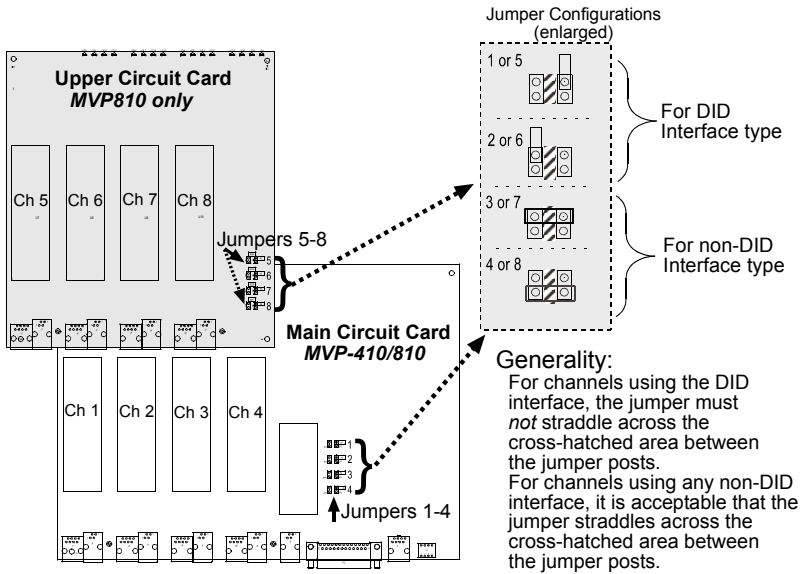 Jumper Configurations
(enlarged)
Upper Circuit Card
MVP810 only
1 or 5
2 or 6
3 or 7
4 or 8
For DID
Interface type
For non-DID
Interface type
Ch 5
Ch 6
Ch 7
Ch 8
Jumpers 5-8
5
6
7
8
Main Circuit Card
MVP-410/810
Ch 1
Ch 2
Ch 3
Ch 4
1
2
3
4
Jumpers 1-4
Generality:
For channels using the DID
interface, the jumper must
not straddle across the
cross-hatched area between
the jumper posts.
For channels using any non-DID
interface, it is acceptable that the
jumper straddles across the
cross-hatched area between
the jumper posts.